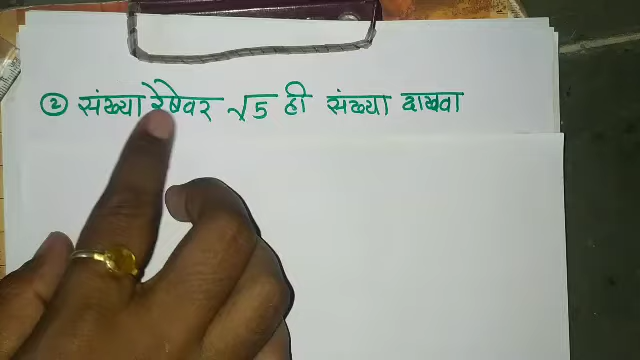 ② संख्या रेषेवर √5 ही संख्या दाखवा